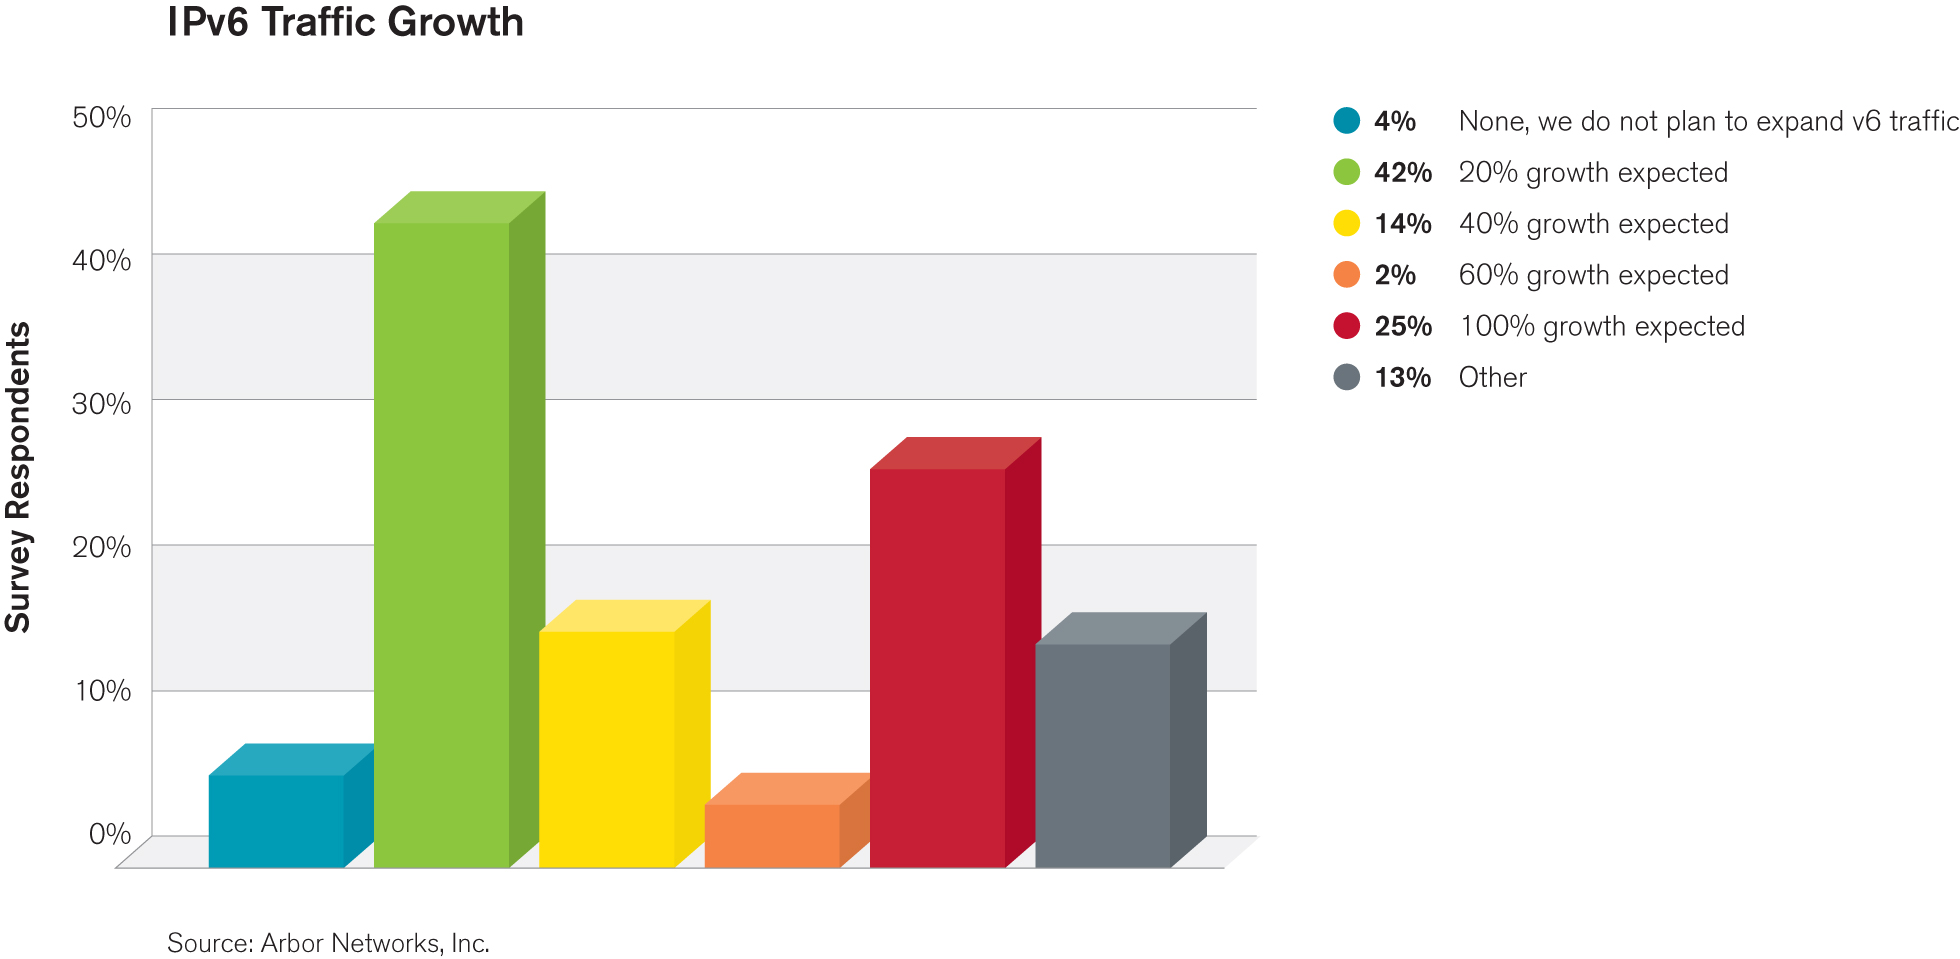 IPv6 Traffic Growth
50%
40%
30%
20%
10%
0%
Survey Respondents
4% None, we do not plan to expand v6 traffic
42% 20% growth expected
14% 40% growth expected
2% 60% growth expected
25% 100% growth expected
13% Other
Source: Arbor Networks, Inc.